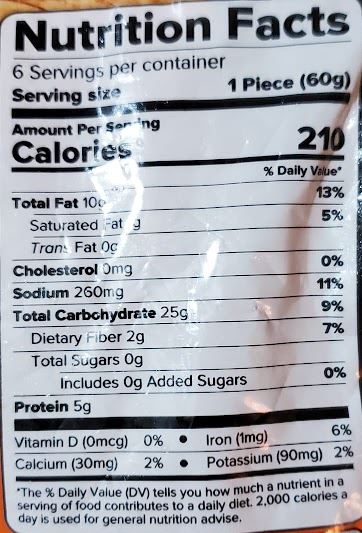 Nutrition Facts
6 Servings per container
Serving size 1 Piece (60g)
Amount Per Serving
Calories 210
% Daily Value*
Total Fat 10g 13%
Saturated Fat g 5%
Trans Fat 0g
Cholesterol 0mg 0%
Sodium 260mg 11%
Total Carbohydrate 25g 9%
Dietary Fiber 2g 7%
Total Sugars 0g
Includes 0g Added Sugars 0%
Protein 5g
Vitamin D (0mcg) 0% • Iron (1mg) 6%
Calcium (30mg) 2% • Potassium (90mg) 2%
*The % Daily Value (DV) tells you how much a nutrient in a
serving of food contributes to a daily diet. 2,000 calories a
day is used for general nutrition advise.